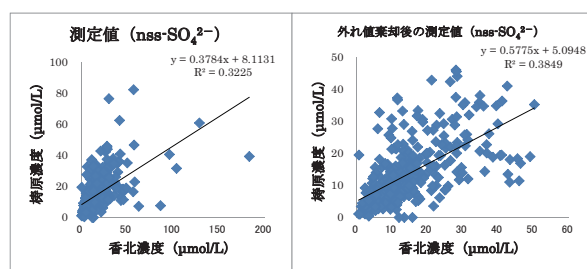 測定値（nss-SO₄²⁻）
y = 0.3784x + 8.1131
R² = 0.3225
100
80
60
40
20
0
0 50 100 150 200
梼原濃度（μmol/L）
香北濃度（μmol/L）
外れ値棄却後の測定値（nss-SO₄²⁻）
y = 0.5775x + 5.0948
R² = 0.3849
50
40
30
20
10
0
0 10 20 30 40 50 60
梼原濃度（μmol/L）
香北濃度（μmol/L）